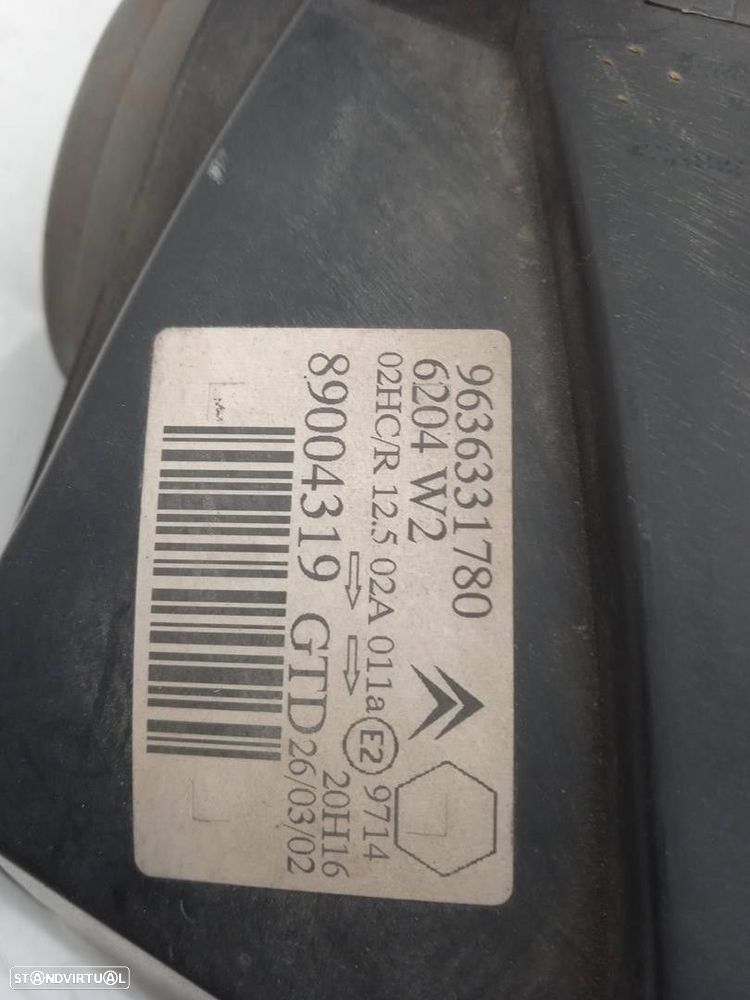 9636331780
6204 W2
02HC/R 12.5 02A 011a E2 9714
20H16
89004319 GTD 26/03/02
STANDVIRTUAL